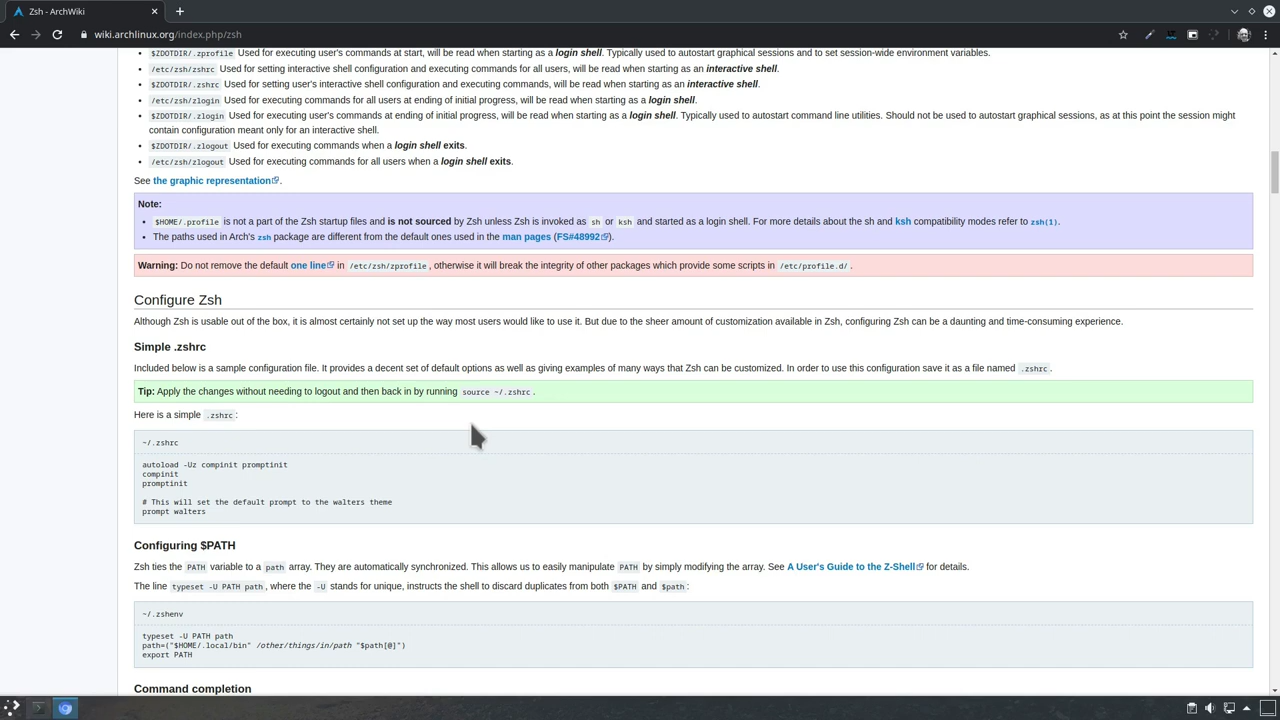 Zsh - ArchWiki
wiki.archlinux.org/index.php/zsh
$ZDOTDIR/.zprofile Used for executing user's commands at start, will be read when starting as a login shell. Typically used to autostart graphical sessions and to set session-wide environment variables.
/etc/zsh/zshrc Used for setting interactive shell configuration and executing commands for all users, will be read when starting as an interactive shell.
$ZDOTDIR/.zshrc Used for setting user's interactive shell configuration and executing commands, will be read when starting as an interactive shell.
/etc/zsh/zlogin Used for executing commands for all users at ending of initial progress, will be read when starting as a login shell.
$ZDOTDIR/.zlogin Used for executing user's commands at ending of initial progress, will be read when starting as a login shell. Typically used to autostart command line utilities. Should not be used to autostart graphical sessions, as at this point the session might
contain configuration meant only for an interactive shell.
$ZDOTDIR/.zlogout Used for executing commands when a login shell exits.
/etc/zsh/zlogout Used for executing commands for all users when a login shell exits.
See the graphic representation.
Note:
$HOME/.profile is not a part of the Zsh startup files and is not sourced by Zsh unless Zsh is invoked as sh or ksh and started as a login shell. For more details about the sh and ksh compatibility modes refer to zsh(1).
The paths used in Arch's zsh package are different from the default ones used in the man pages (FS#48992).
Warning: Do not remove the default one line in /etc/zsh/zprofile, otherwise it will break the integrity of other packages which provide some scripts in /etc/profile.d/.
Configure Zsh
Although Zsh is usable out of the box, it is almost certainly not set up the way most users would like to use it. But due to the sheer amount of customization available in Zsh, configuring Zsh can be a daunting and time-consuming experience.
Simple .zshrc
Included below is a sample configuration file. It provides a decent set of default options as well as giving examples of many ways that Zsh can be customized. In order to use this configuration save it as a file named .zshrc.
Tip: Apply the changes without needing to logout and then back in by running source ~/.zshrc.
Here is a simple .zshrc:
~/.zshrc
autoload -Uz compinit promptinit
compinit
promptinit
# This will set the default prompt to the walters theme
prompt walters
Configuring $PATH
Zsh ties the PATH variable to a path array. They are automatically synchronized. This allows us to easily manipulate PATH by simply modifying the array. See A User's Guide to the Z-Shell for details.
The line typeset -U PATH path, where the -U stands for unique, instructs the shell to discard duplicates from both $PATH and $path:
~/.zshenv
typeset -U PATH path
path=("$HOME/.local/bin" /other/things/in/path "$path[@]")
export PATH
Command completion